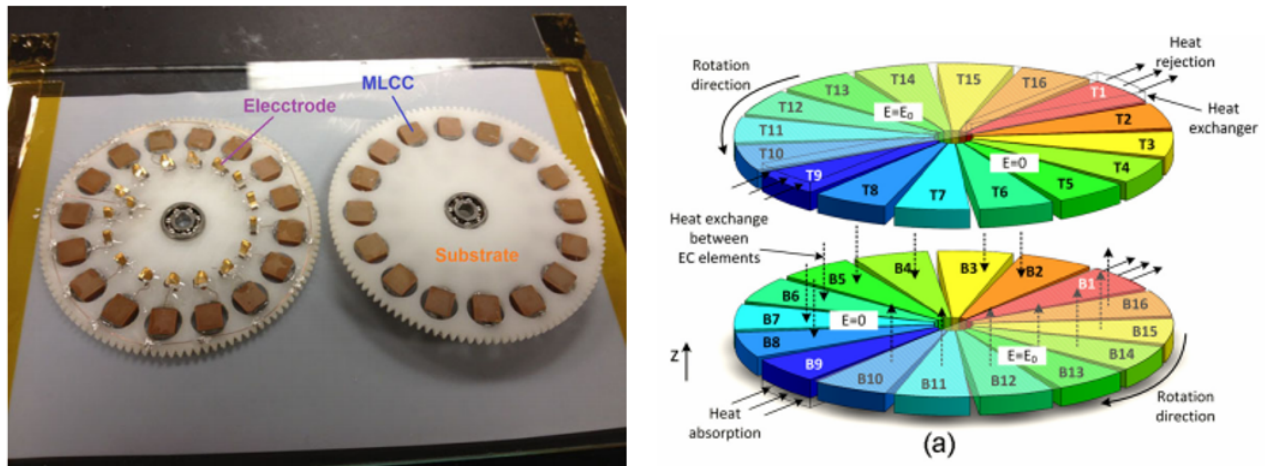 MLCC
Elecctrode
Substrate
Heat
rejection
Rotation
direction
T14
T15
T16
T13
T1
T12
E=E₀
T2
Heat
exchanger
T11
T3
T10
E=0
T4
T9
T5
T8
T7
T6
Heat exchange
between
EC elements
B4
B3
B2
B5
B1
B6
B16
B7
E=0
B15
B8
E=E₀
B14
Z
B9
B13
B10
B11
B12
Rotation
direction
Heat
absorption
(a)